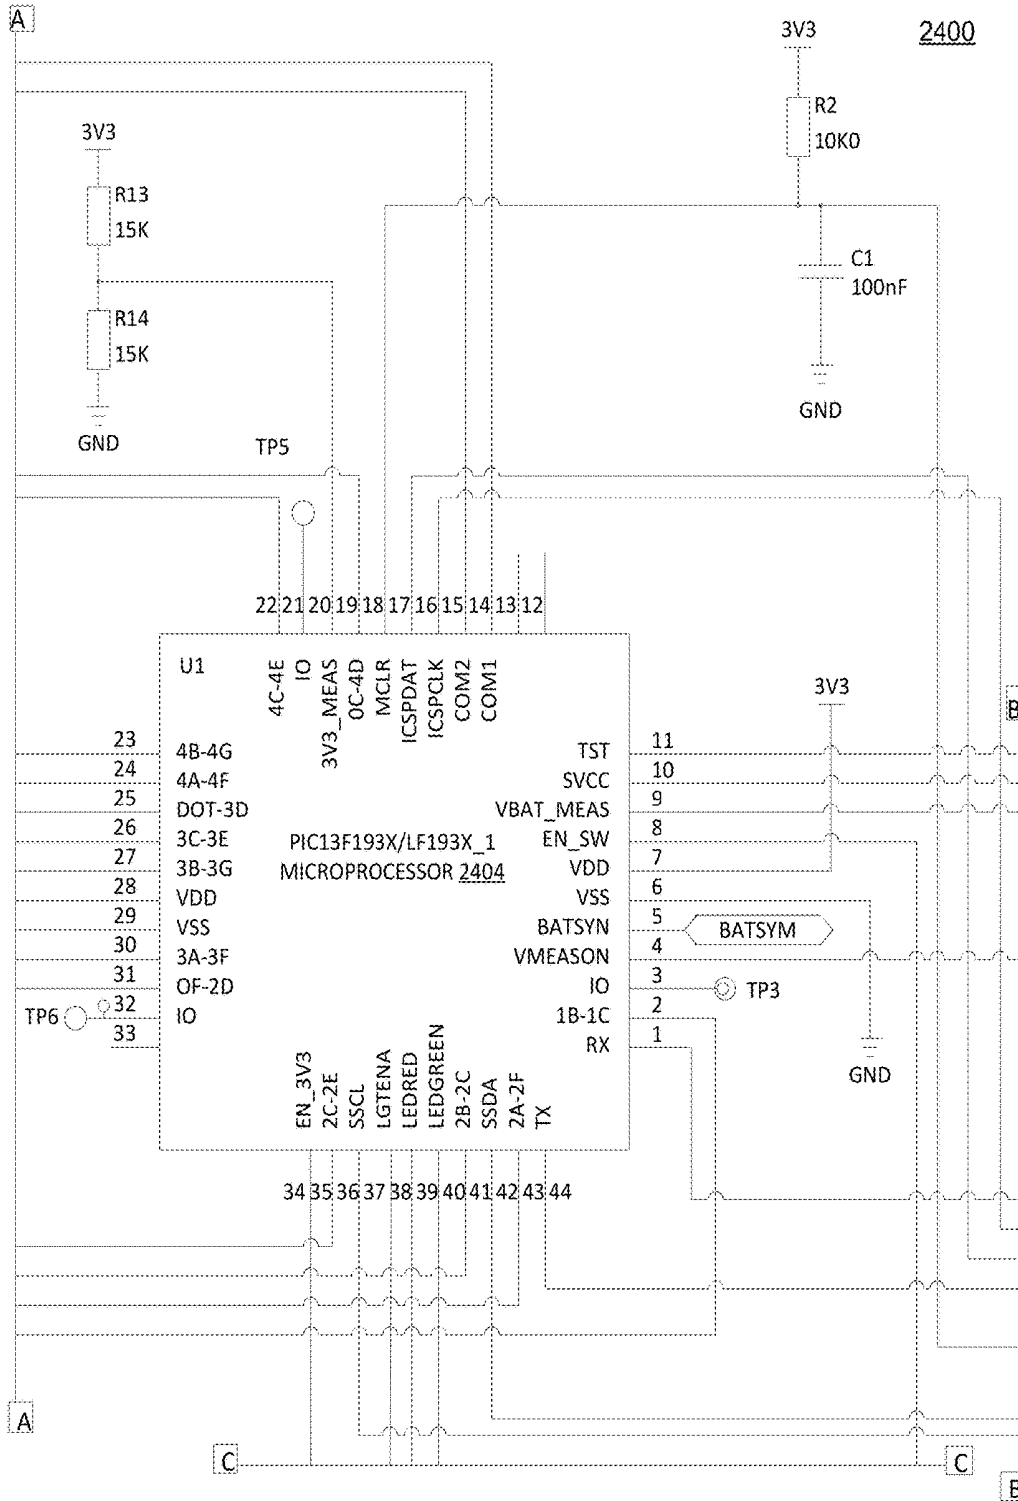 A
2400
3V3
R2
10K0
3V3
R13
15K
C1
100nF
R14
15K
GND
GND
TP5
22 21 20 19 18 17 16 15 14 13 12
U1
4C-4E
IO
3V3_MEAS
0C-4D
MCLR
ICSPDAT
ICSPCLK
COM2
COM1
3V3
B
23 4B-4G
24 4A-4F
25 DOT-3D
26 3C-3E
27 3B-3G
28 VDD
29 VSS
30 3A-3F
31 OF-2D
TP6 32 IO
33
PIC13F193X/LF193X_1
MICROPROCESSOR 2404
TST 11
SVCC 10
VBAT_MEAS 9
EN_SW 8
VDD 7
VSS 6
BATSYN 5 BATSYM
VMEASON 4
IO 3 TP3
1B-1C 2
RX 1
GND
EN_3V3
2C-2E
SSCL
LGTENA
LEDRED
LEDGREEN
2B-2C
SSDA
2A-2F
TX
34 35 36 37 38 39 40 41 42 43 44
A
C
C
B